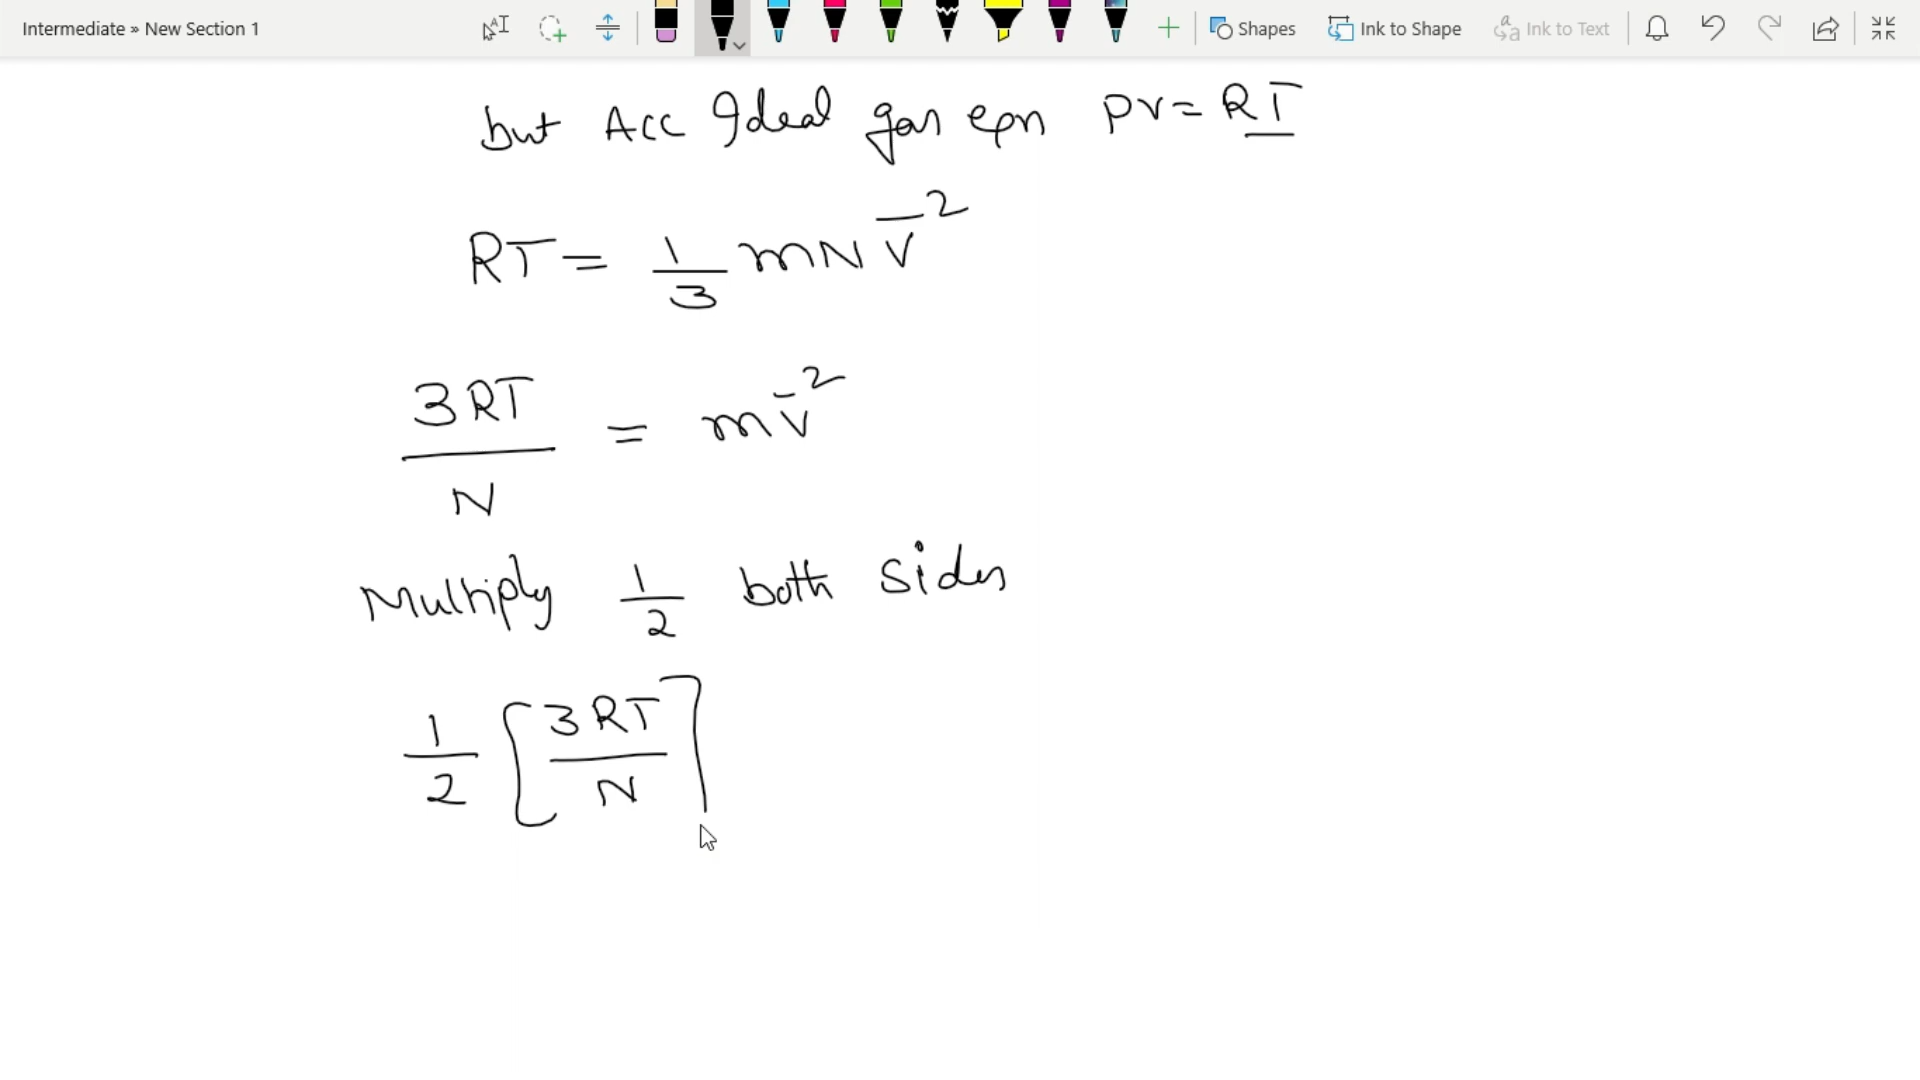 Intermediate » New Section 1 Shapes Ink to Shape Ink to Text
but Acc Ideal gas eqn PV = RT
RT = 1/3 mN v̅²
3RT/N = m v̅²
Multiply 1/2 both sides
1/2 [3RT/N]